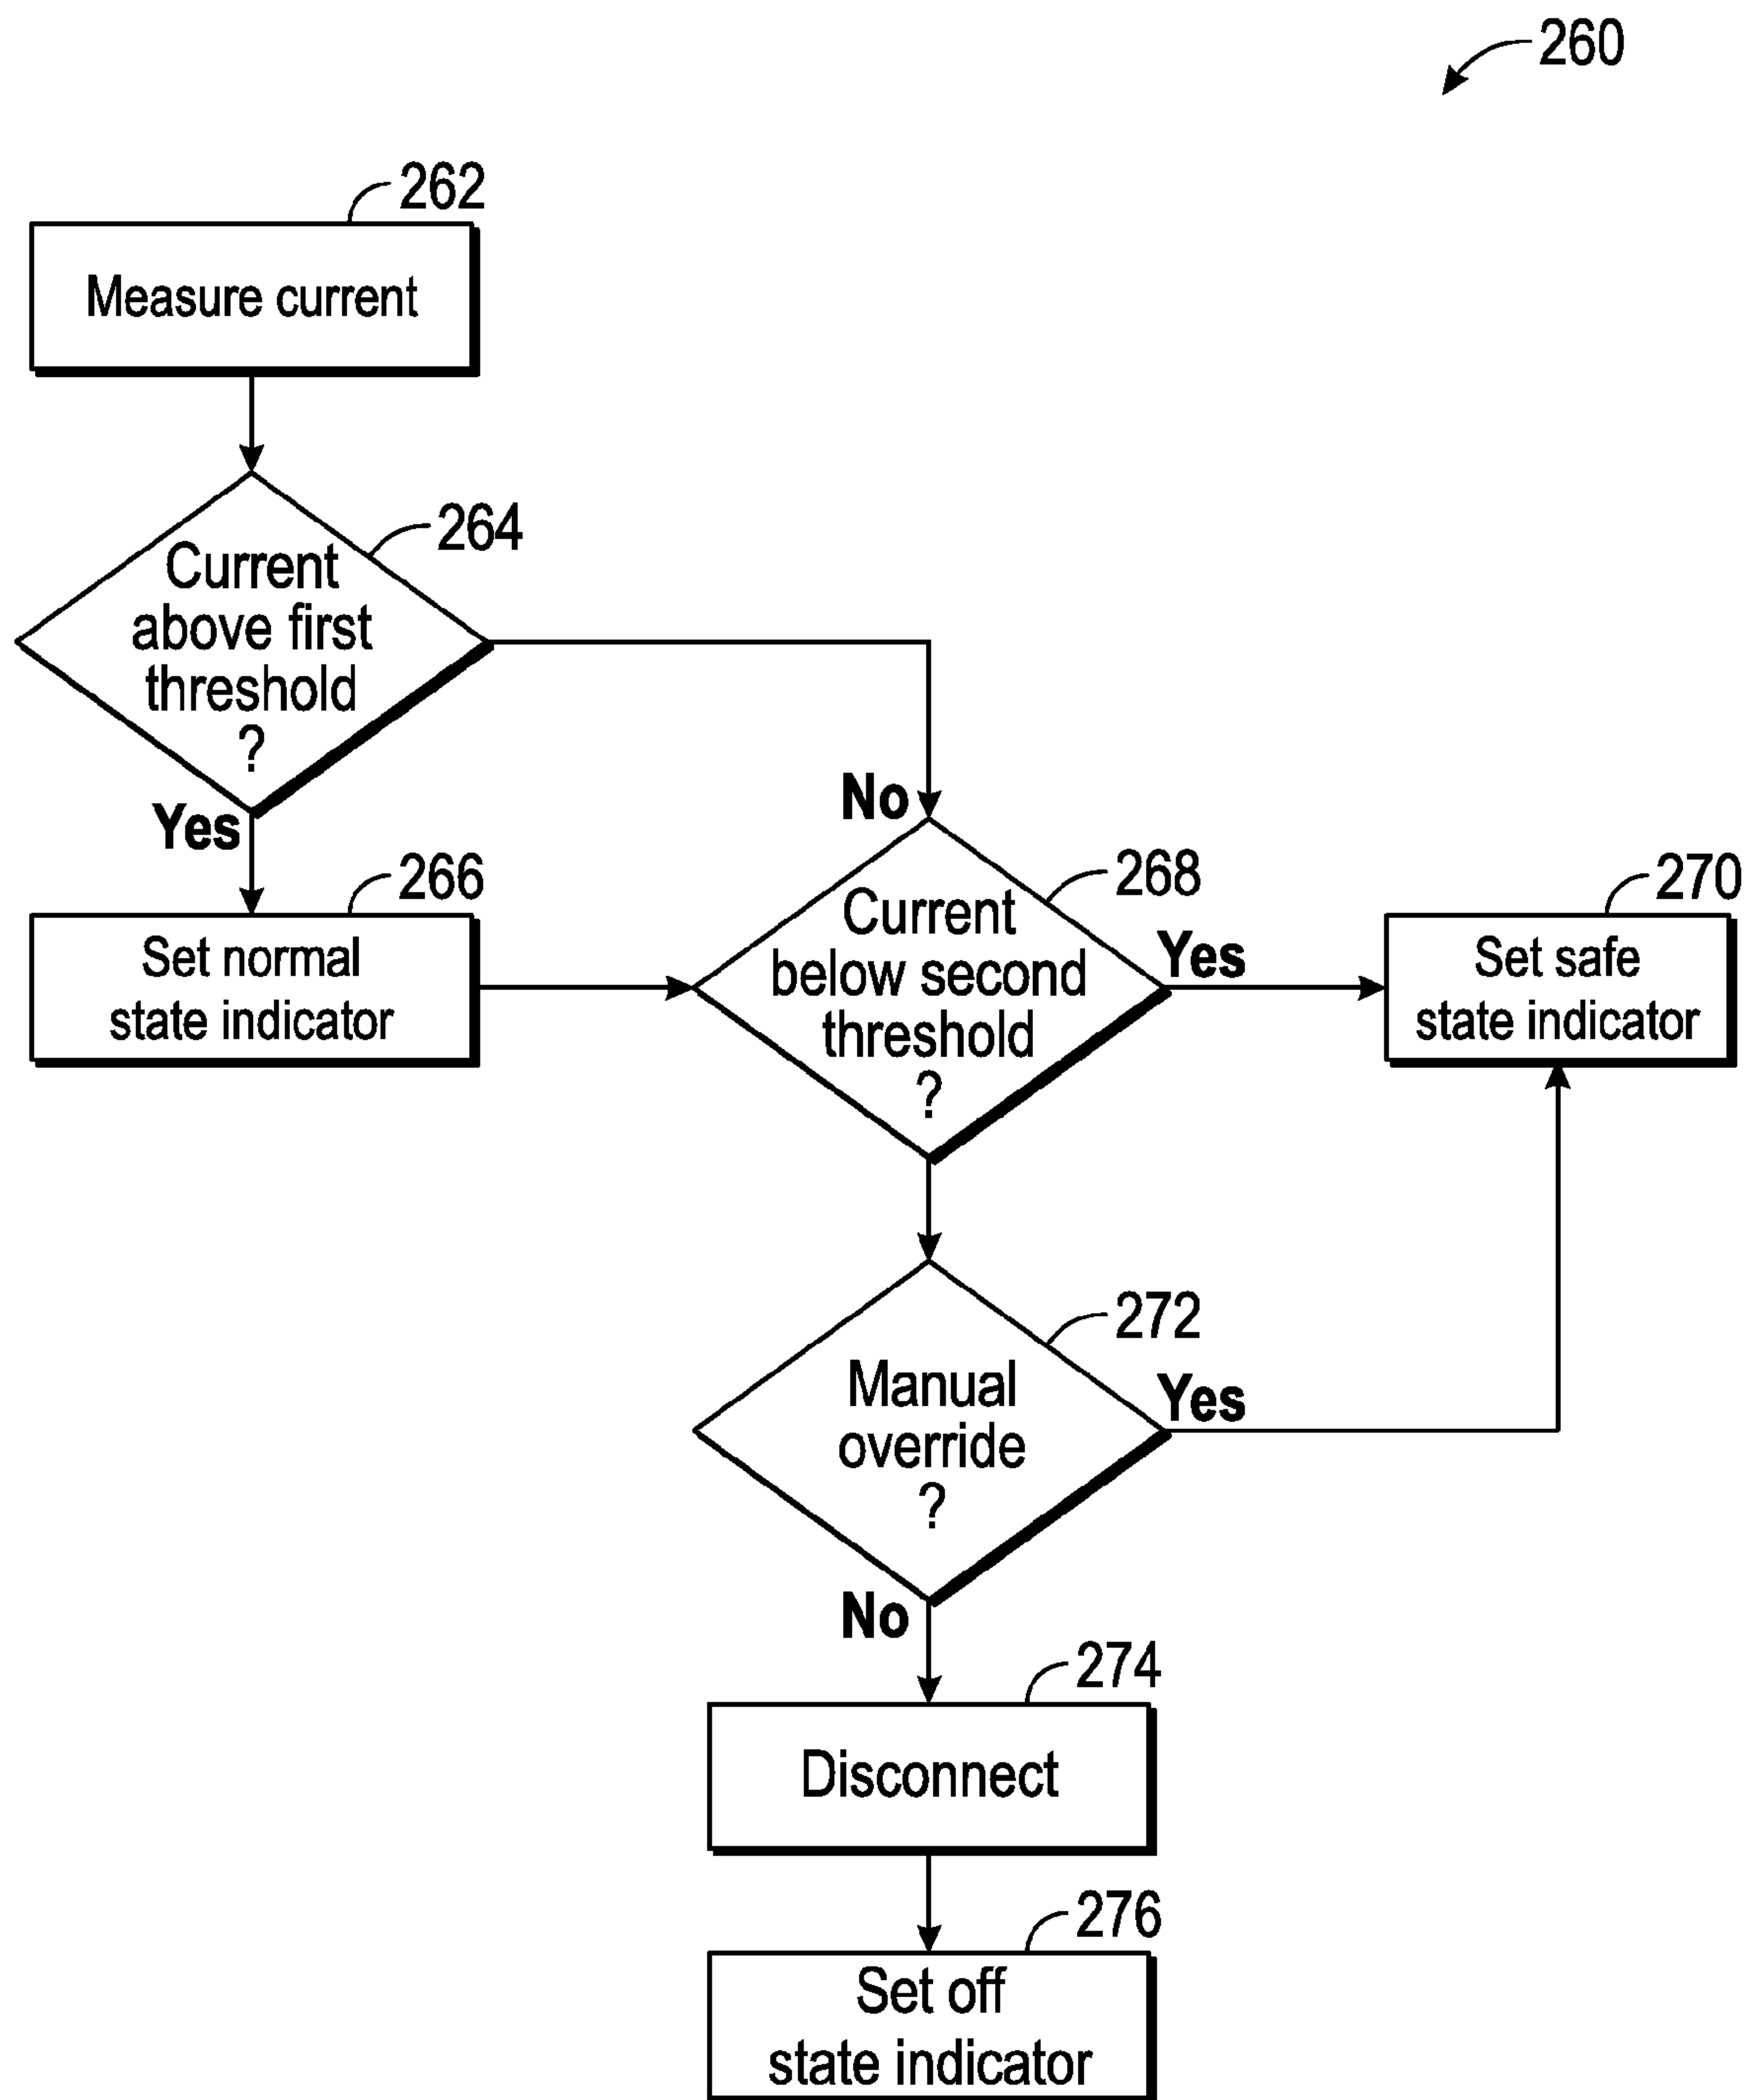 260
262
Measure current
264
Current
above first
threshold
?
Yes
No
266
Set normal
state indicator
268
Current
below second
threshold
?
Yes
270
Set safe
state indicator
272
Manual
override
?
Yes
No
274
Disconnect
276
Set off
state indicator